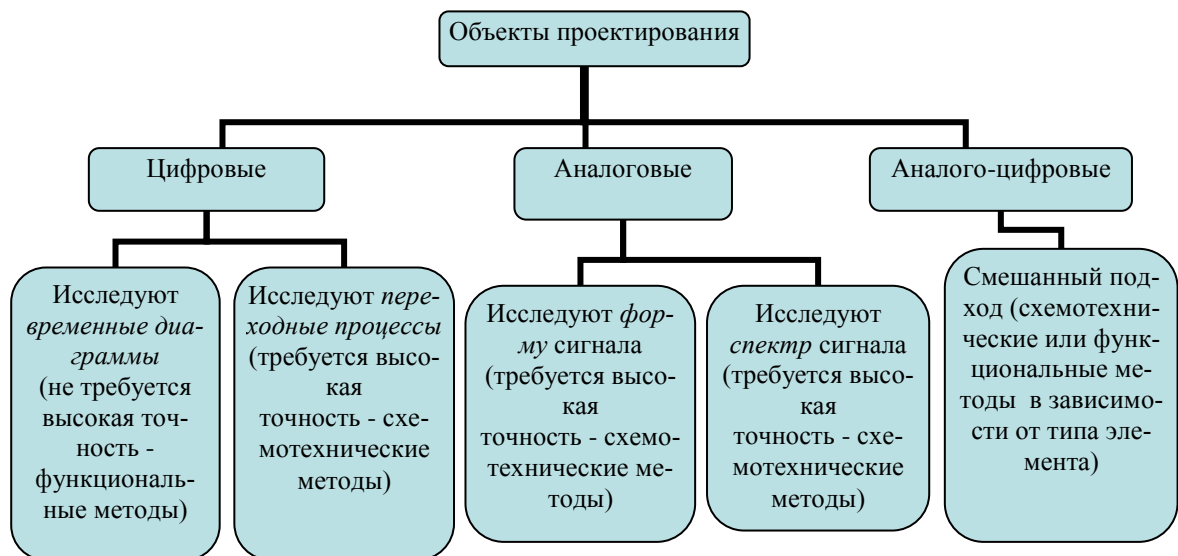 Объекты проектирования
Цифровые
Аналоговые
Аналого-цифровые
Исследуют
временные диа-
граммы
(не требуется
высокая точ-
ность -
функциональ-
ные методы)
Исследуют пере-
ходные процессы
(требуется высо-
кая
точность - схе-
мотехнические
методы)
Исследуют фор-
му сигнала
(требуется высо-
кая
точность - схемо-
технические ме-
тоды)
Исследуют
спектр сигнала
(требуется высо-
кая
точность - схе-
мотехнические
методы)
Смешанный под-
ход (схемотехни-
ческие или функ-
циональные ме-
тоды в зависимо-
сти от типа эле-
мента)